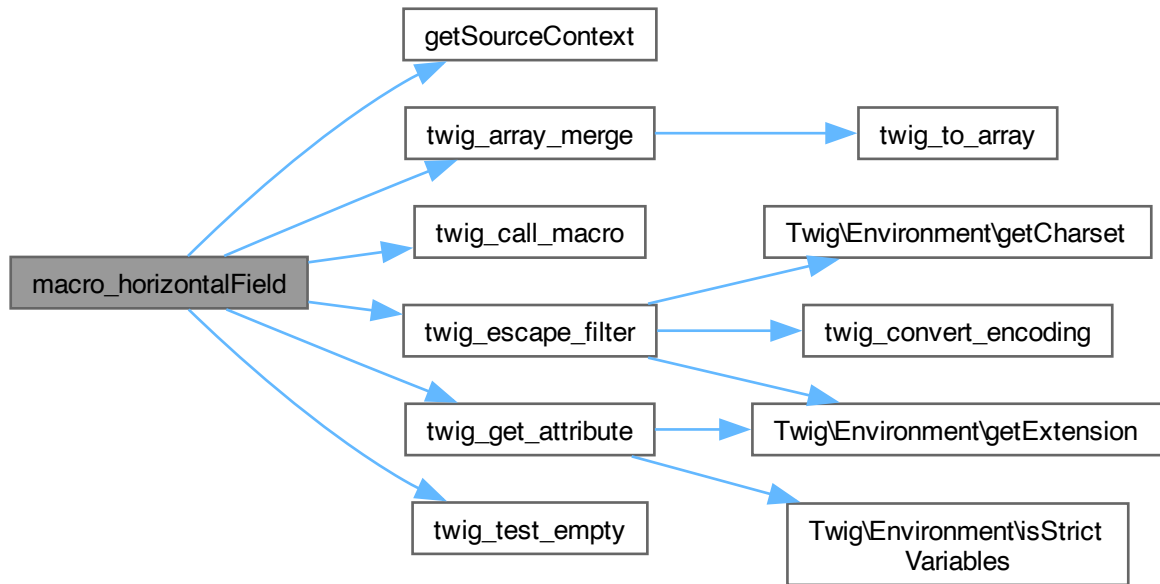 getSourceContext
twig_array_merge
twig_to_array
twig_call_macro
Twig\Environment\getCharset
macro_horizontalField
twig_escape_filter
twig_convert_encoding
twig_get_attribute
Twig\Environment\getExtension
twig_test_empty
Twig\Environment\isStrict
Variables